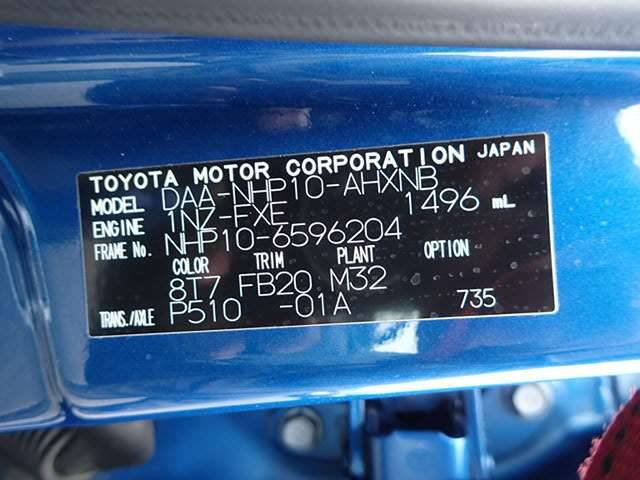 TOYOTA MOTOR CORPORATION JAPAN
MODEL DAA-NHP10-AHXNB
ENGINE 1NZ-FXE 1496 mL
FRAME No. NHP10-6596204
COLOR TRIM PLANT OPTION
8T7 FB20 M32
TRANS./AXLE P510 -01A 735